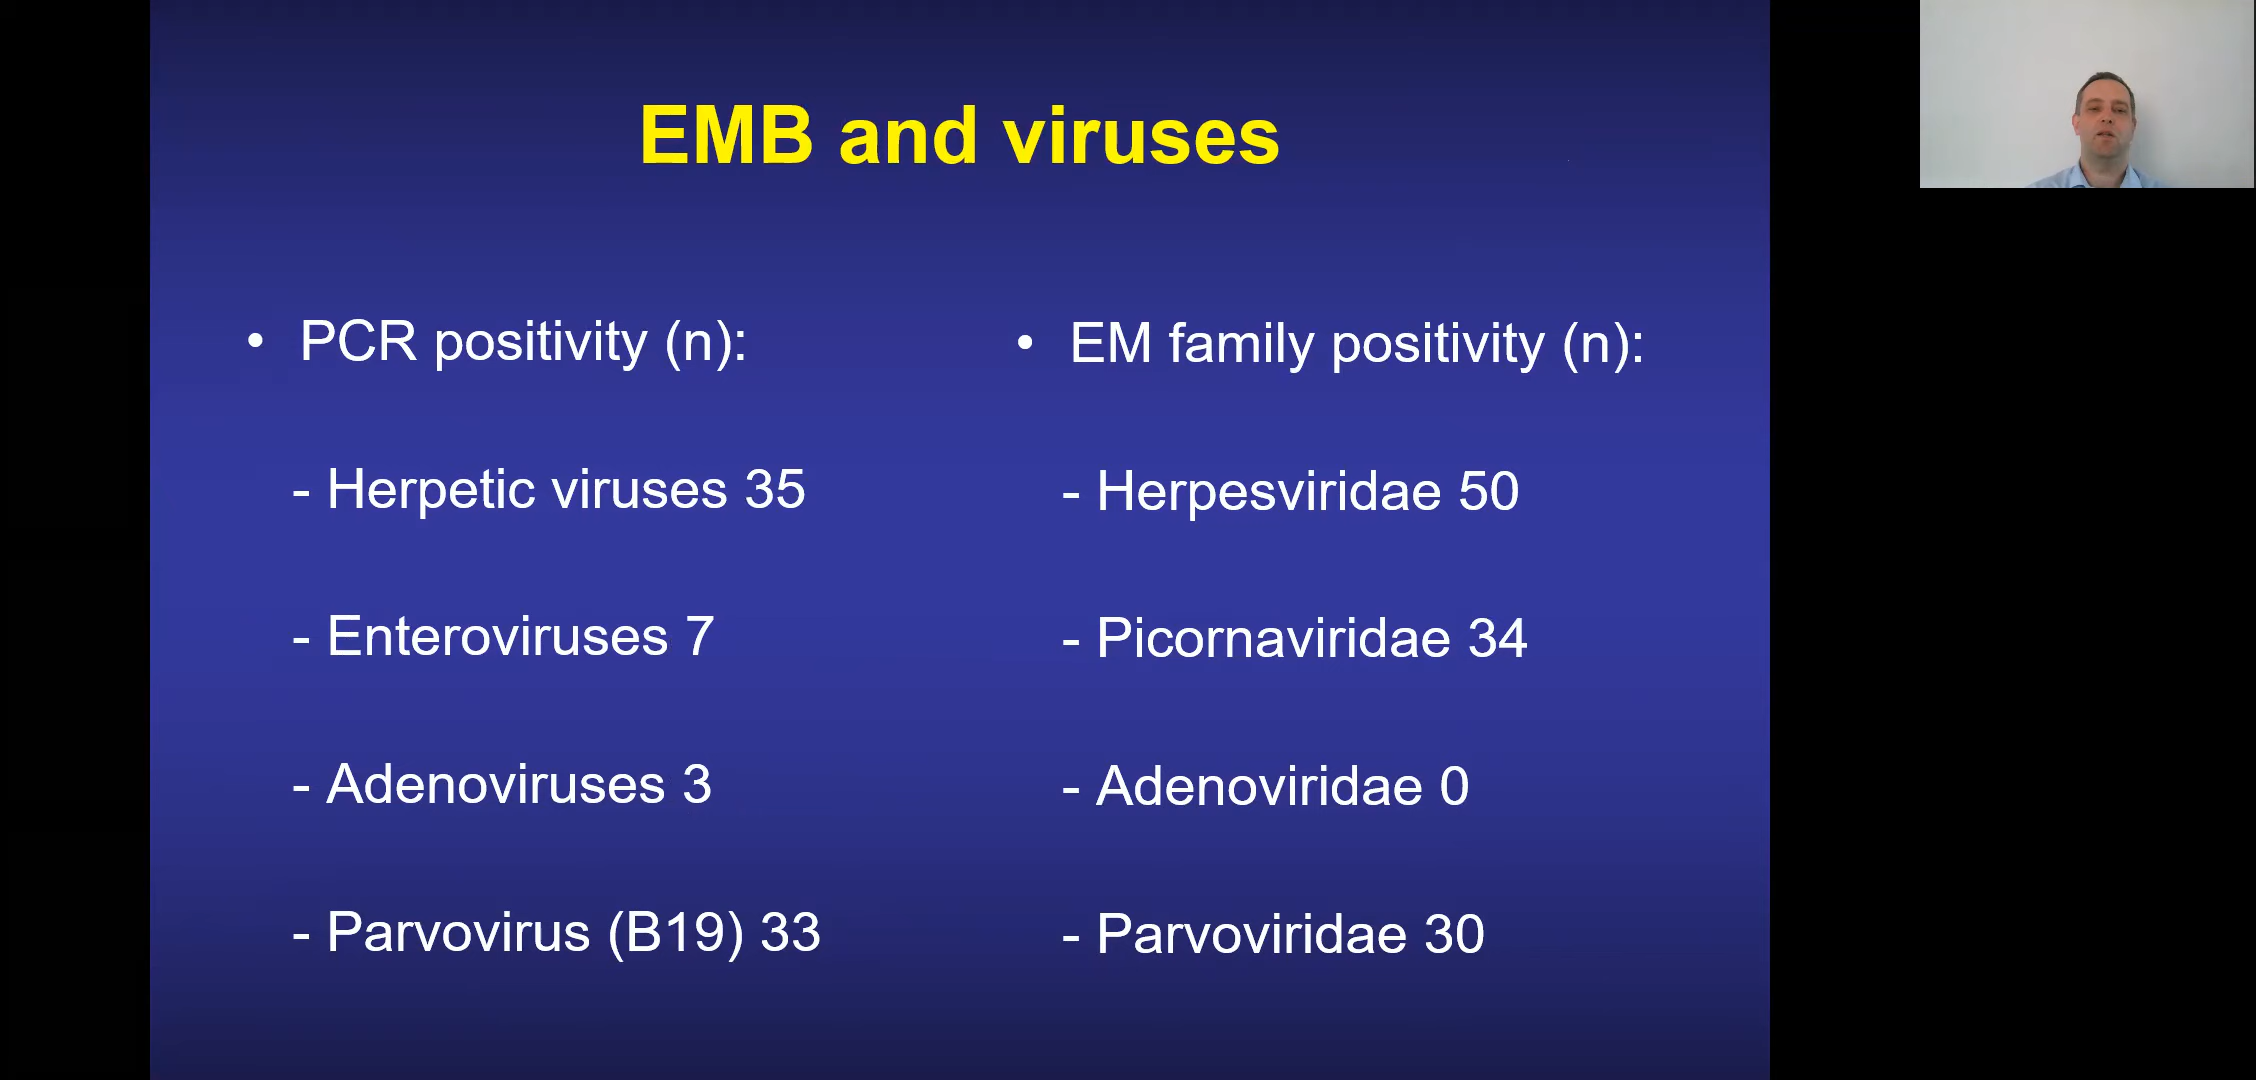 EMB and viruses
• PCR positivity (n):
- Herpetic viruses 35
- Enteroviruses 7
- Adenoviruses 3
- Parvovirus (B19) 33
• EM family positivity (n):
- Herpesviridae 50
- Picornaviridae 34
- Adenoviridae 0
- Parvoviridae 30